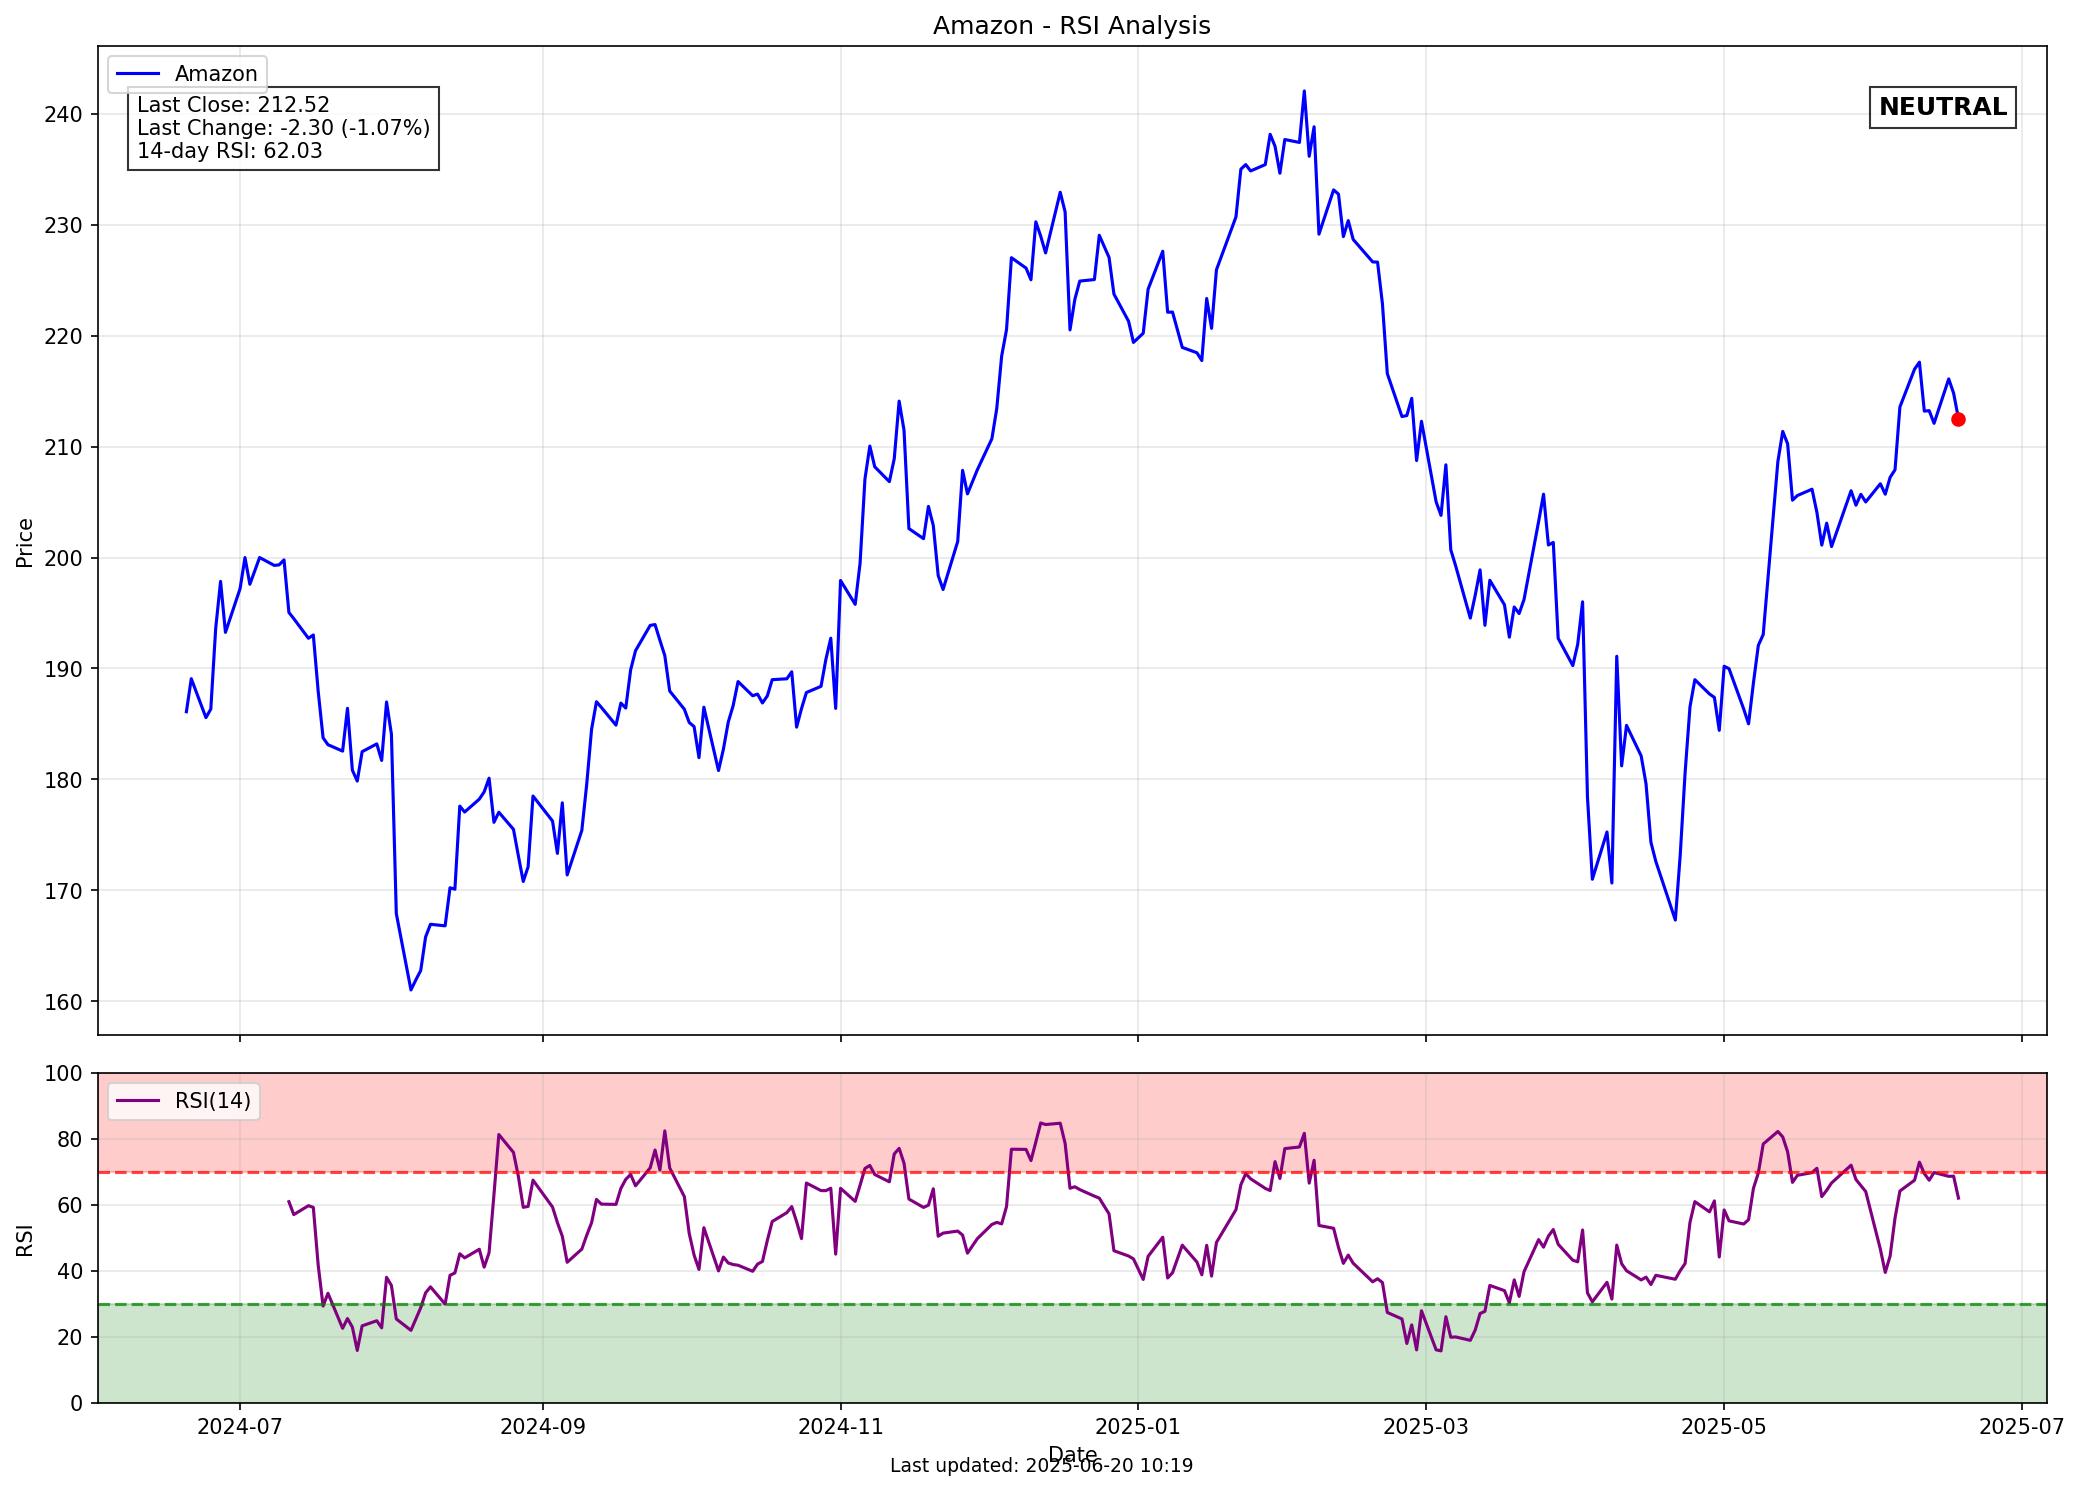 Amazon - RSI Analysis
Amazon
Last Close: 212.52
Last Change: -2.30 (-1.07%)
14-day RSI: 62.03
NEUTRAL
240
230
220
210
200
190
180
170
160
Price
100
80
60
40
20
0
RSI
RSI(14)
2024-07
2024-09
2024-11
2025-01
2025-03
2025-05
2025-07
Date
Last updated: 2025-06-20 10:19